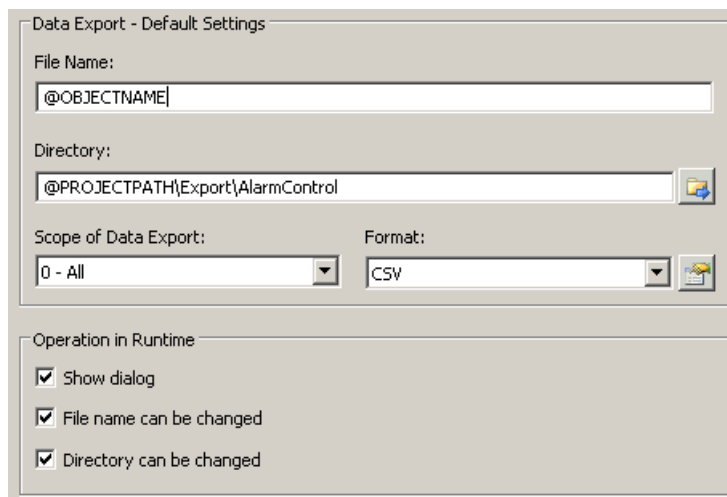 Data Export - Default Settings
File Name:
@OBJECTNAME
Directory:
@PROJECTPATH\Export\AlarmControl
Scope of Data Export: Format:
0 - All CSV
Operation in Runtime
Show dialog
File name can be changed
Directory can be changed